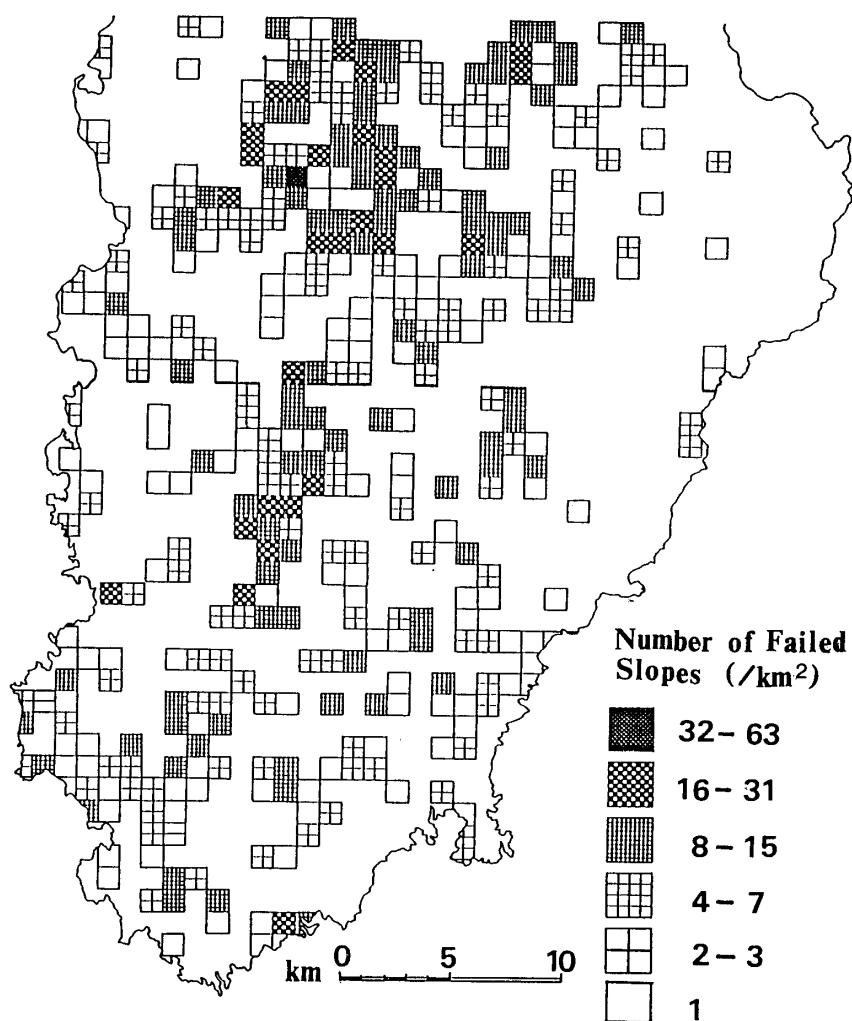 Number of Failed
Slopes (/km²)
32 – 63
16 – 31
8 – 15
4 – 7
2 – 3
1
0 5 10
km